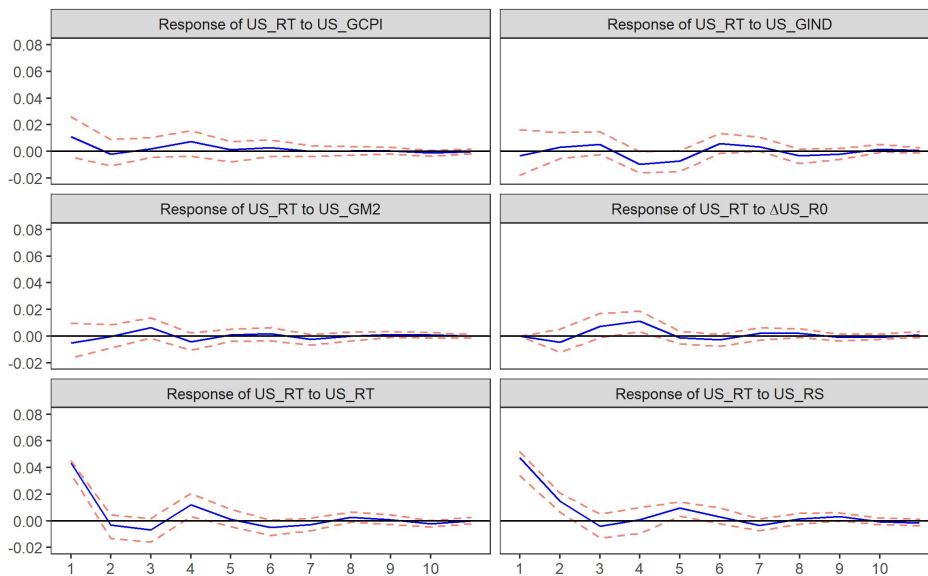 Response of US_RT to US_GCPI
Response of US_RT to US_GIND
0.08
0.06
0.04
0.02
0.00
-0.02
Response of US_RT to US_GM2
Response of US_RT to ΔUS_R0
0.08
0.06
0.04
0.02
0.00
-0.02
Response of US_RT to US_RT
Response of US_RT to US_RS
0.08
0.06
0.04
0.02
0.00
-0.02
1 2 3 4 5 6 7 8 9 10
1 2 3 4 5 6 7 8 9 10